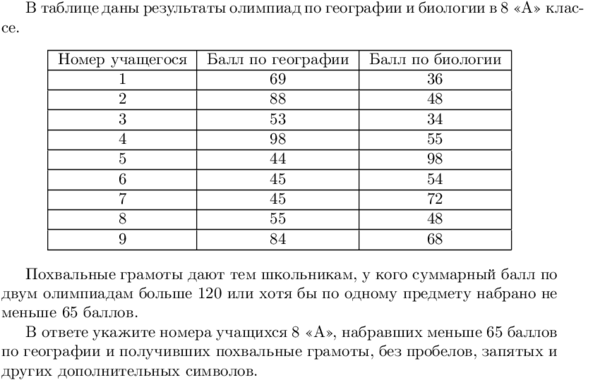 В таблице даны результаты олимпиад по географии и биологии в 8 «А» клас-
се.
Номер учащегося Балл по географии Балл по биологии
1 69 36
2 88 48
3 53 34
4 98 55
5 44 98
6 45 54
7 45 72
8 55 48
9 84 68
Похвальные грамоты дают тем школьникам, у кого суммарный балл по
двум олимпиадам больше 120 или хотя бы по одному предмету набрано не
меньше 65 баллов.
В ответе укажите номера учащихся 8 «А», набравших меньше 65 баллов
по географии и получивших похвальные грамоты, без пробелов, запятых и
других дополнительных символов.